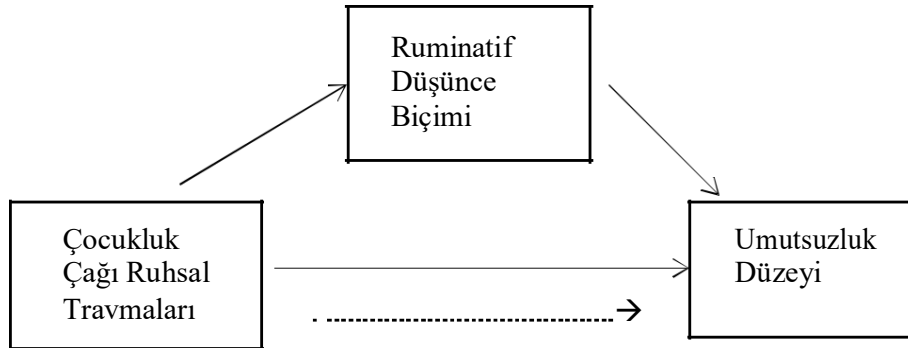 Ruminatif
Düşünce
Biçimi
Çocukluk
Çağı Ruhsal
Travmaları
Umutsuzluk
Düzeyi